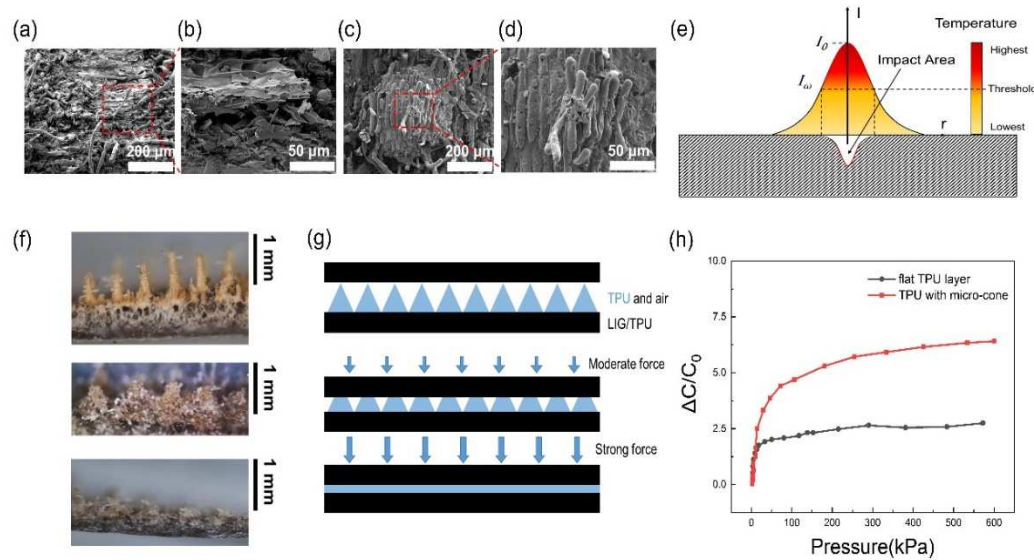 (a)
(b)
(c)
(d)
(e)
200 μm
50 μm
200 μm
50 μm
I
I₀
Iω
r
Impact Area
Temperature
Highest
Threshold
Lowest
(f)
1 mm
1 mm
1 mm
(g)
TPU and air
LIG/TPU
Moderate force
Strong force
(h)
flat TPU layer
TPU with micro-cone
ΔC/C₀
10.0
7.5
5.0
2.5
0.0
0 100 200 300 400 500 600
Pressure(kPa)